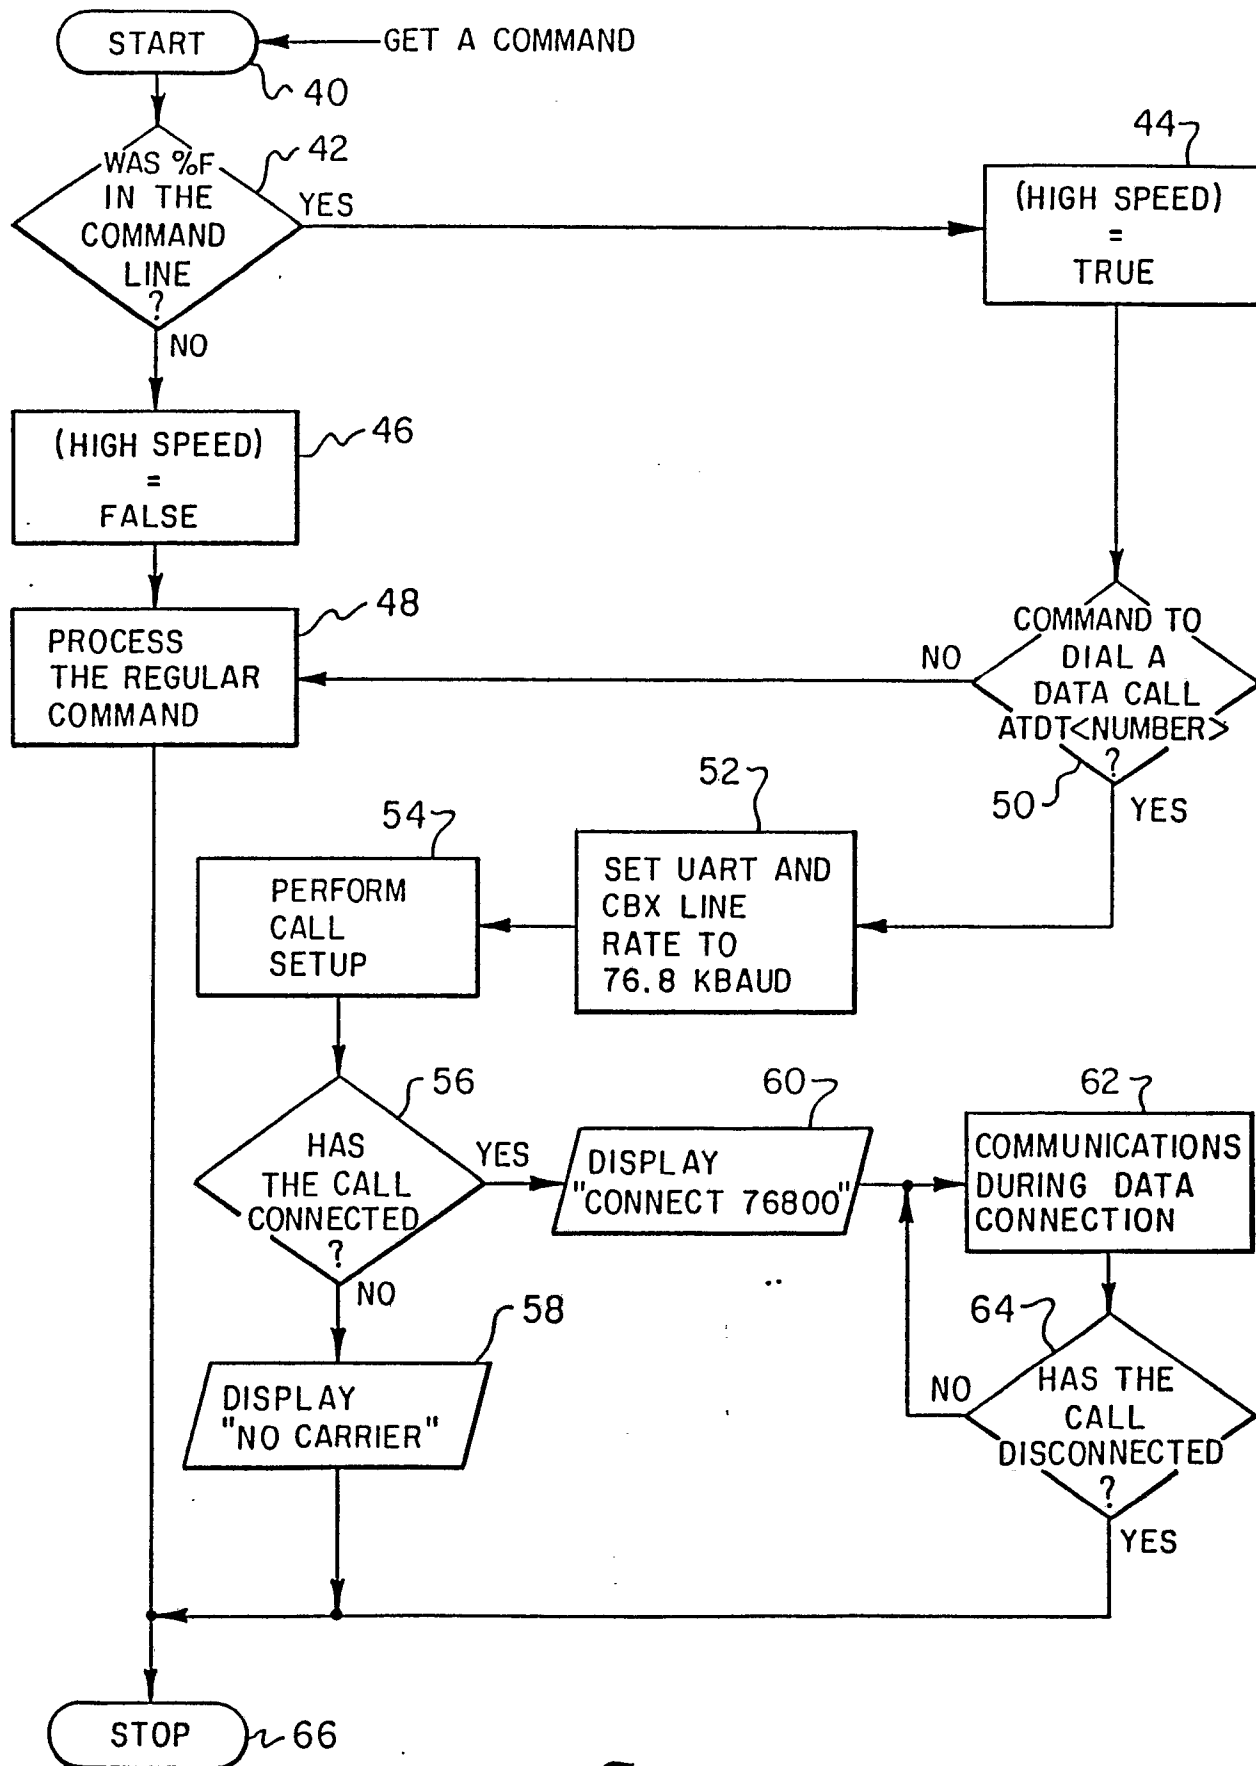 START
GET A COMMAND
40
WAS %F
IN THE
COMMAND
LINE
?
42
YES
NO
44
(HIGH SPEED)
=
TRUE
(HIGH SPEED)
=
FALSE
46
PROCESS
THE REGULAR
COMMAND
48
COMMAND TO
DIAL A
DATA CALL
ATDT<NUMBER>
?
NO
50
YES
52
SET UART AND
CBX LINE
RATE TO
76.8 KBAUD
54
PERFORM
CALL
SETUP
56
HAS
THE CALL
CONNECTED
?
YES
NO
60
DISPLAY
"CONNECT 76800"
62
COMMUNICATIONS
DURING DATA
CONNECTION
58
DISPLAY
"NO CARRIER"
64
HAS THE
CALL
DISCONNECTED
?
NO
YES
STOP
66